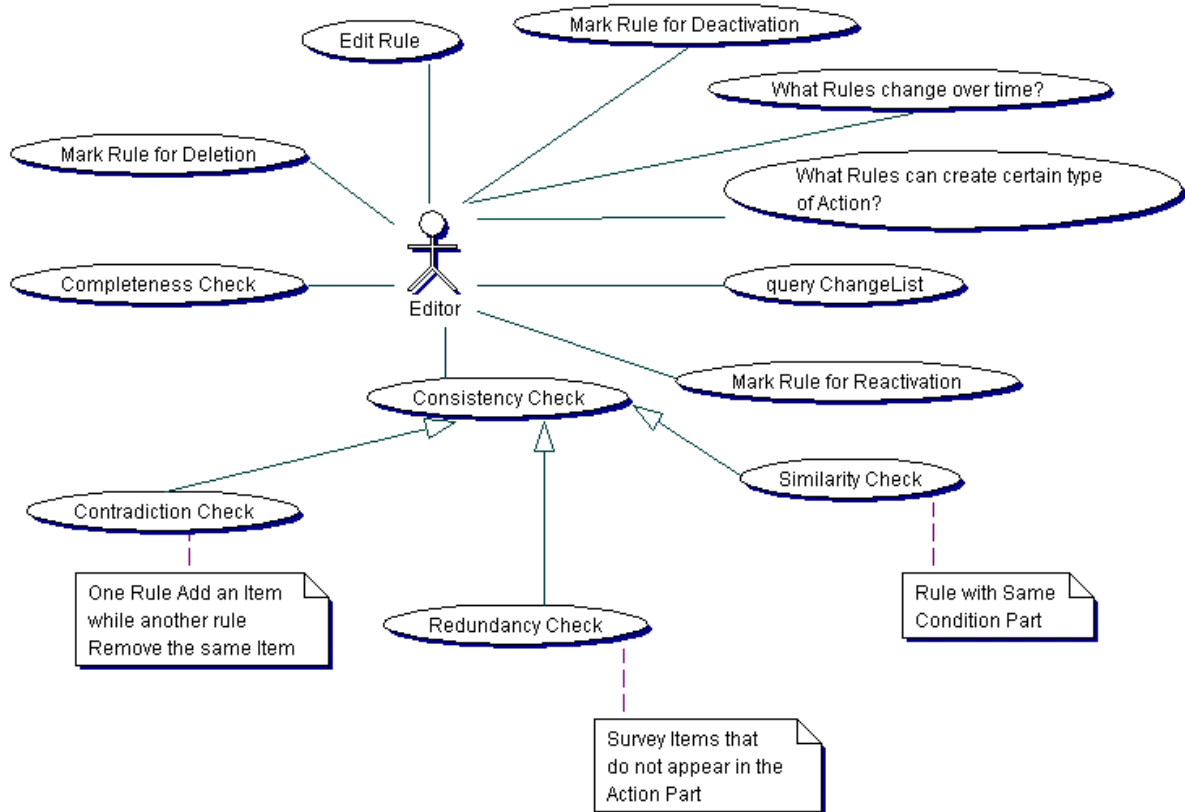 Mark Rule for Deactivation
Edit Rule
What Rules change over time?
Mark Rule for Deletion
What Rules can create certain type
of Action?
Completeness Check
query ChangeList
Editor
Mark Rule for Reactivation
Consistency Check
Similarity Check
Contradiction Check
One Rule Add an Item
while another rule
Remove the same Item
Redundancy Check
Rule with Same
Condition Part
Survey Items that
do not appear in the
Action Part